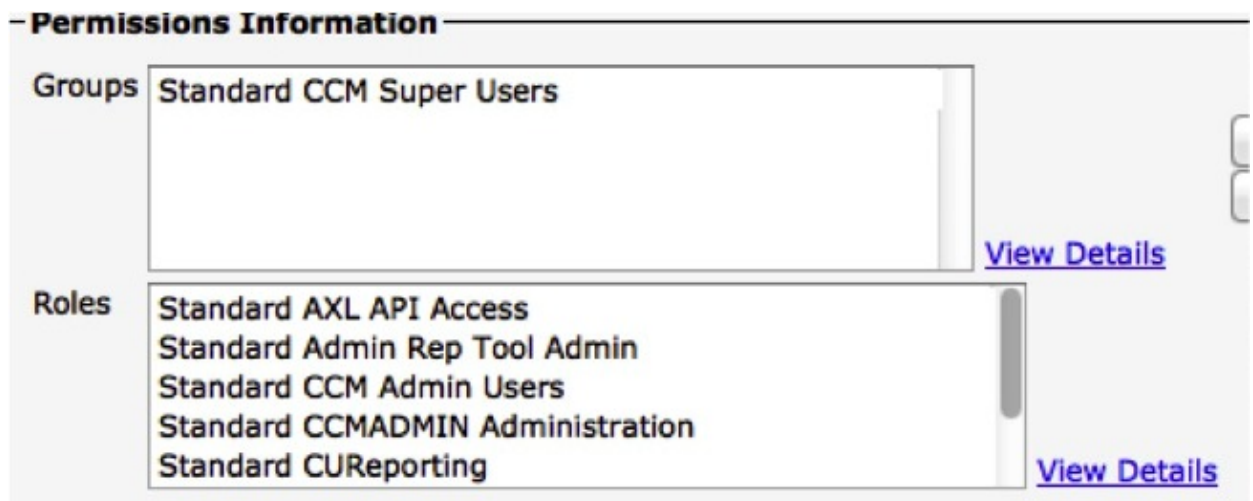 Permissions Information
Groups
Standard CCM Super Users
View Details
Roles
Standard AXL API Access
Standard Admin Rep Tool Admin
Standard CCM Admin Users
Standard CCMADMIN Administration
Standard CUReporting
View Details